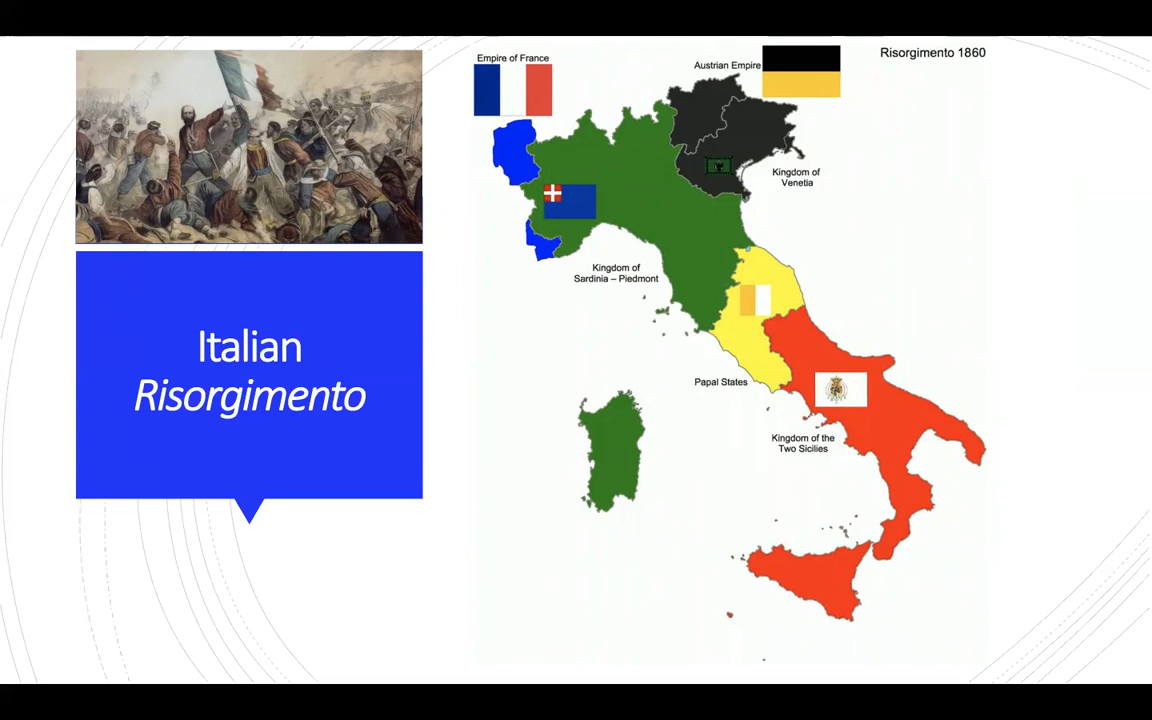 Italian
Risorgimento
Empire of France
Austrian Empire
Risorgimento 1860
Kingdom of
Venetia
Kingdom of
Sardinia – Piedmont
Papal States
Kingdom of the
Two Sicilies